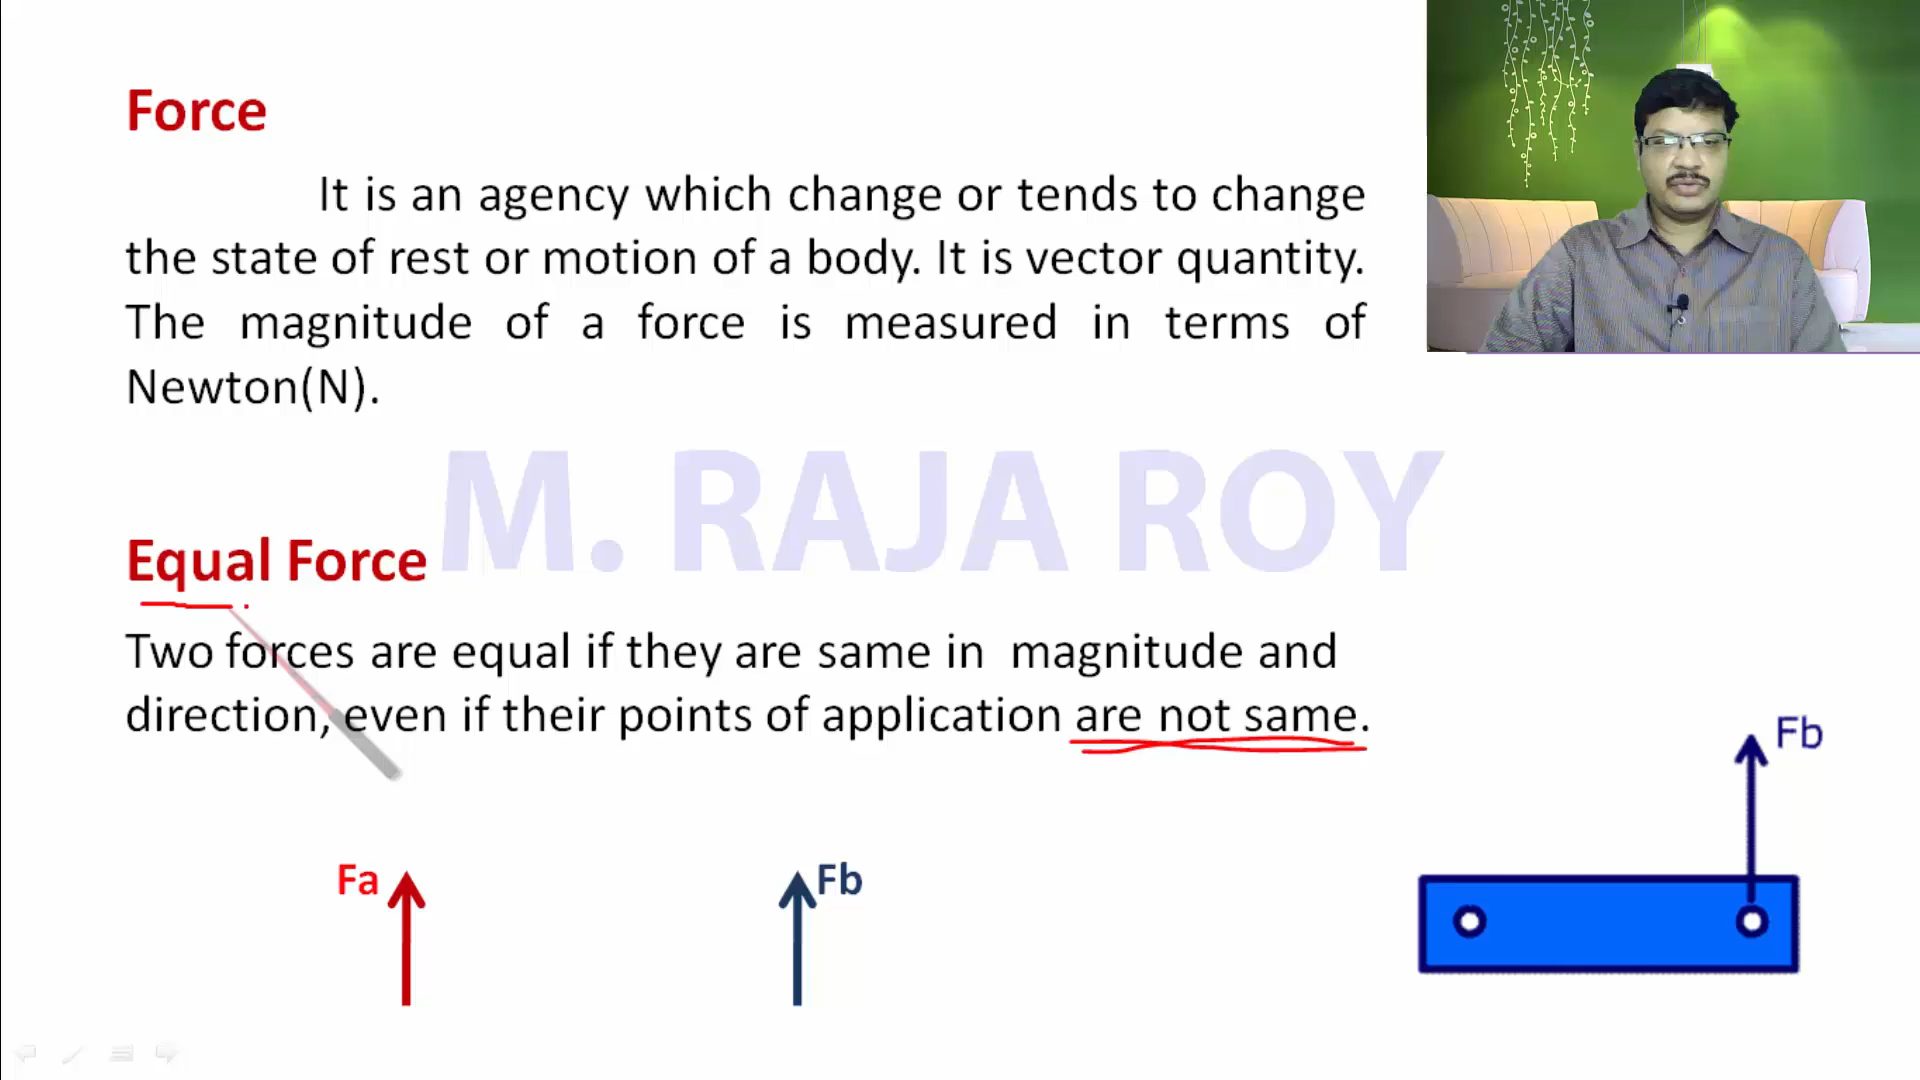 Force
It is an agency which change or tends to change
the state of rest or motion of a body. It is vector quantity.
The magnitude of a force is measured in terms of
Newton(N).
M. RAJA ROY
Equal Force
Two forces are equal if they are same in magnitude and
direction, even if their points of application are not same.
Fb
Fa
Fb